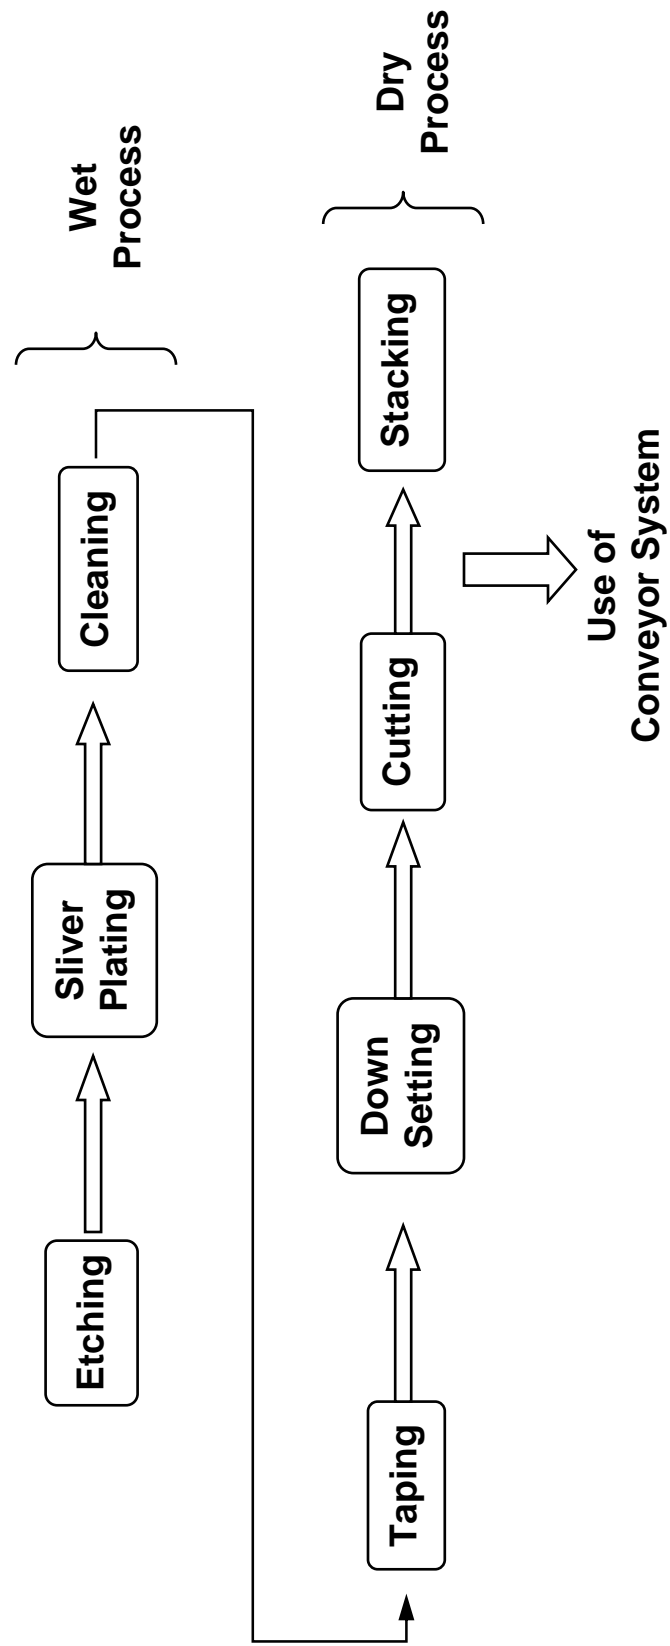 Etching
Sliver
Plating
Cleaning
Wet
Process
Taping
Down
Setting
Cutting
Stacking
Dry
Process
Use of
Conveyor System